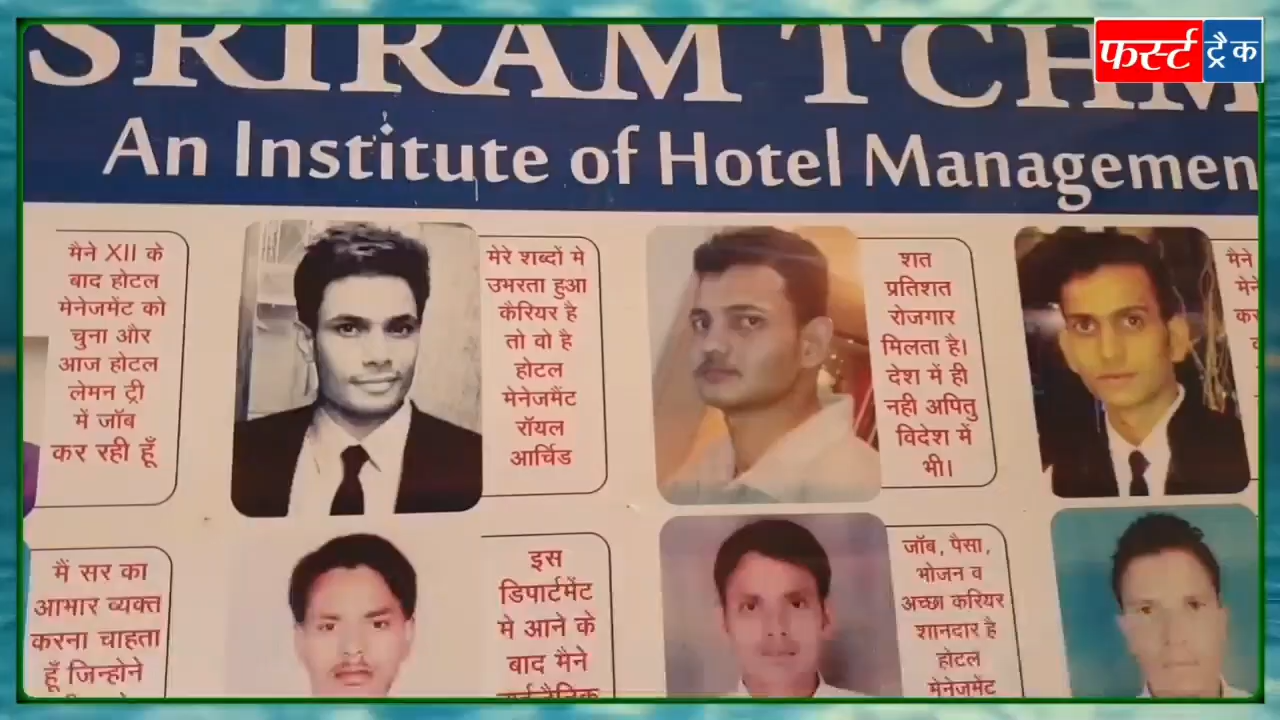 SRIRAM TCHM
फर्स्ट ट्रैक
An Institute of Hotel Managemen
मैने XII के
बाद होटल
मेनेजमेंट को
चुना और
आज होटल
लेमन ट्री
में जॉब
कर रही हूँ
मेरे शब्दों मे
उभरता हुआ
कैरियर है
तो वो है
होटल
मेनेजमैंट
रॉयल
आर्चिड
शत
प्रतिशत
रोजगार
मिलता है।
देश में ही
नही अपितु
विदेश में
भी।
मैने
मेने
मैं सर का
आभार व्यक्त
करना चाहता
हूँ जिन्होने
इस
डिपार्टमेंट
मे आने के
बाद मैने
जॉब, पैसा,
भोजन व
अच्छा करियर
शानदार है
होटल
मेनेजमेंट